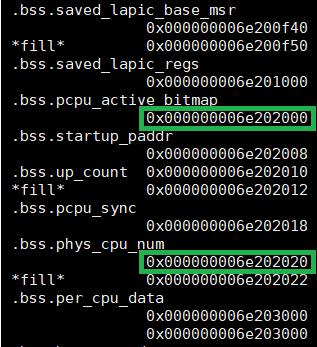 .bss.saved_lapic_base_msr
0x000000006e200f40
*fill* 0x000000006e200f50
.bss.saved_lapic_regs
0x000000006e201000
.bss.pcpu_active_bitmap
0x000000006e202000
.bss.startup_paddr
0x000000006e202008
.bss.up_count 0x000000006e202010
*fill* 0x000000006e202012
.bss.pcpu_sync
0x000000006e202018
.bss.phys_cpu_num
0x000000006e202020
*fill* 0x000000006e202022
.bss.per_cpu_data
0x000000006e203000
0x000000006e203000